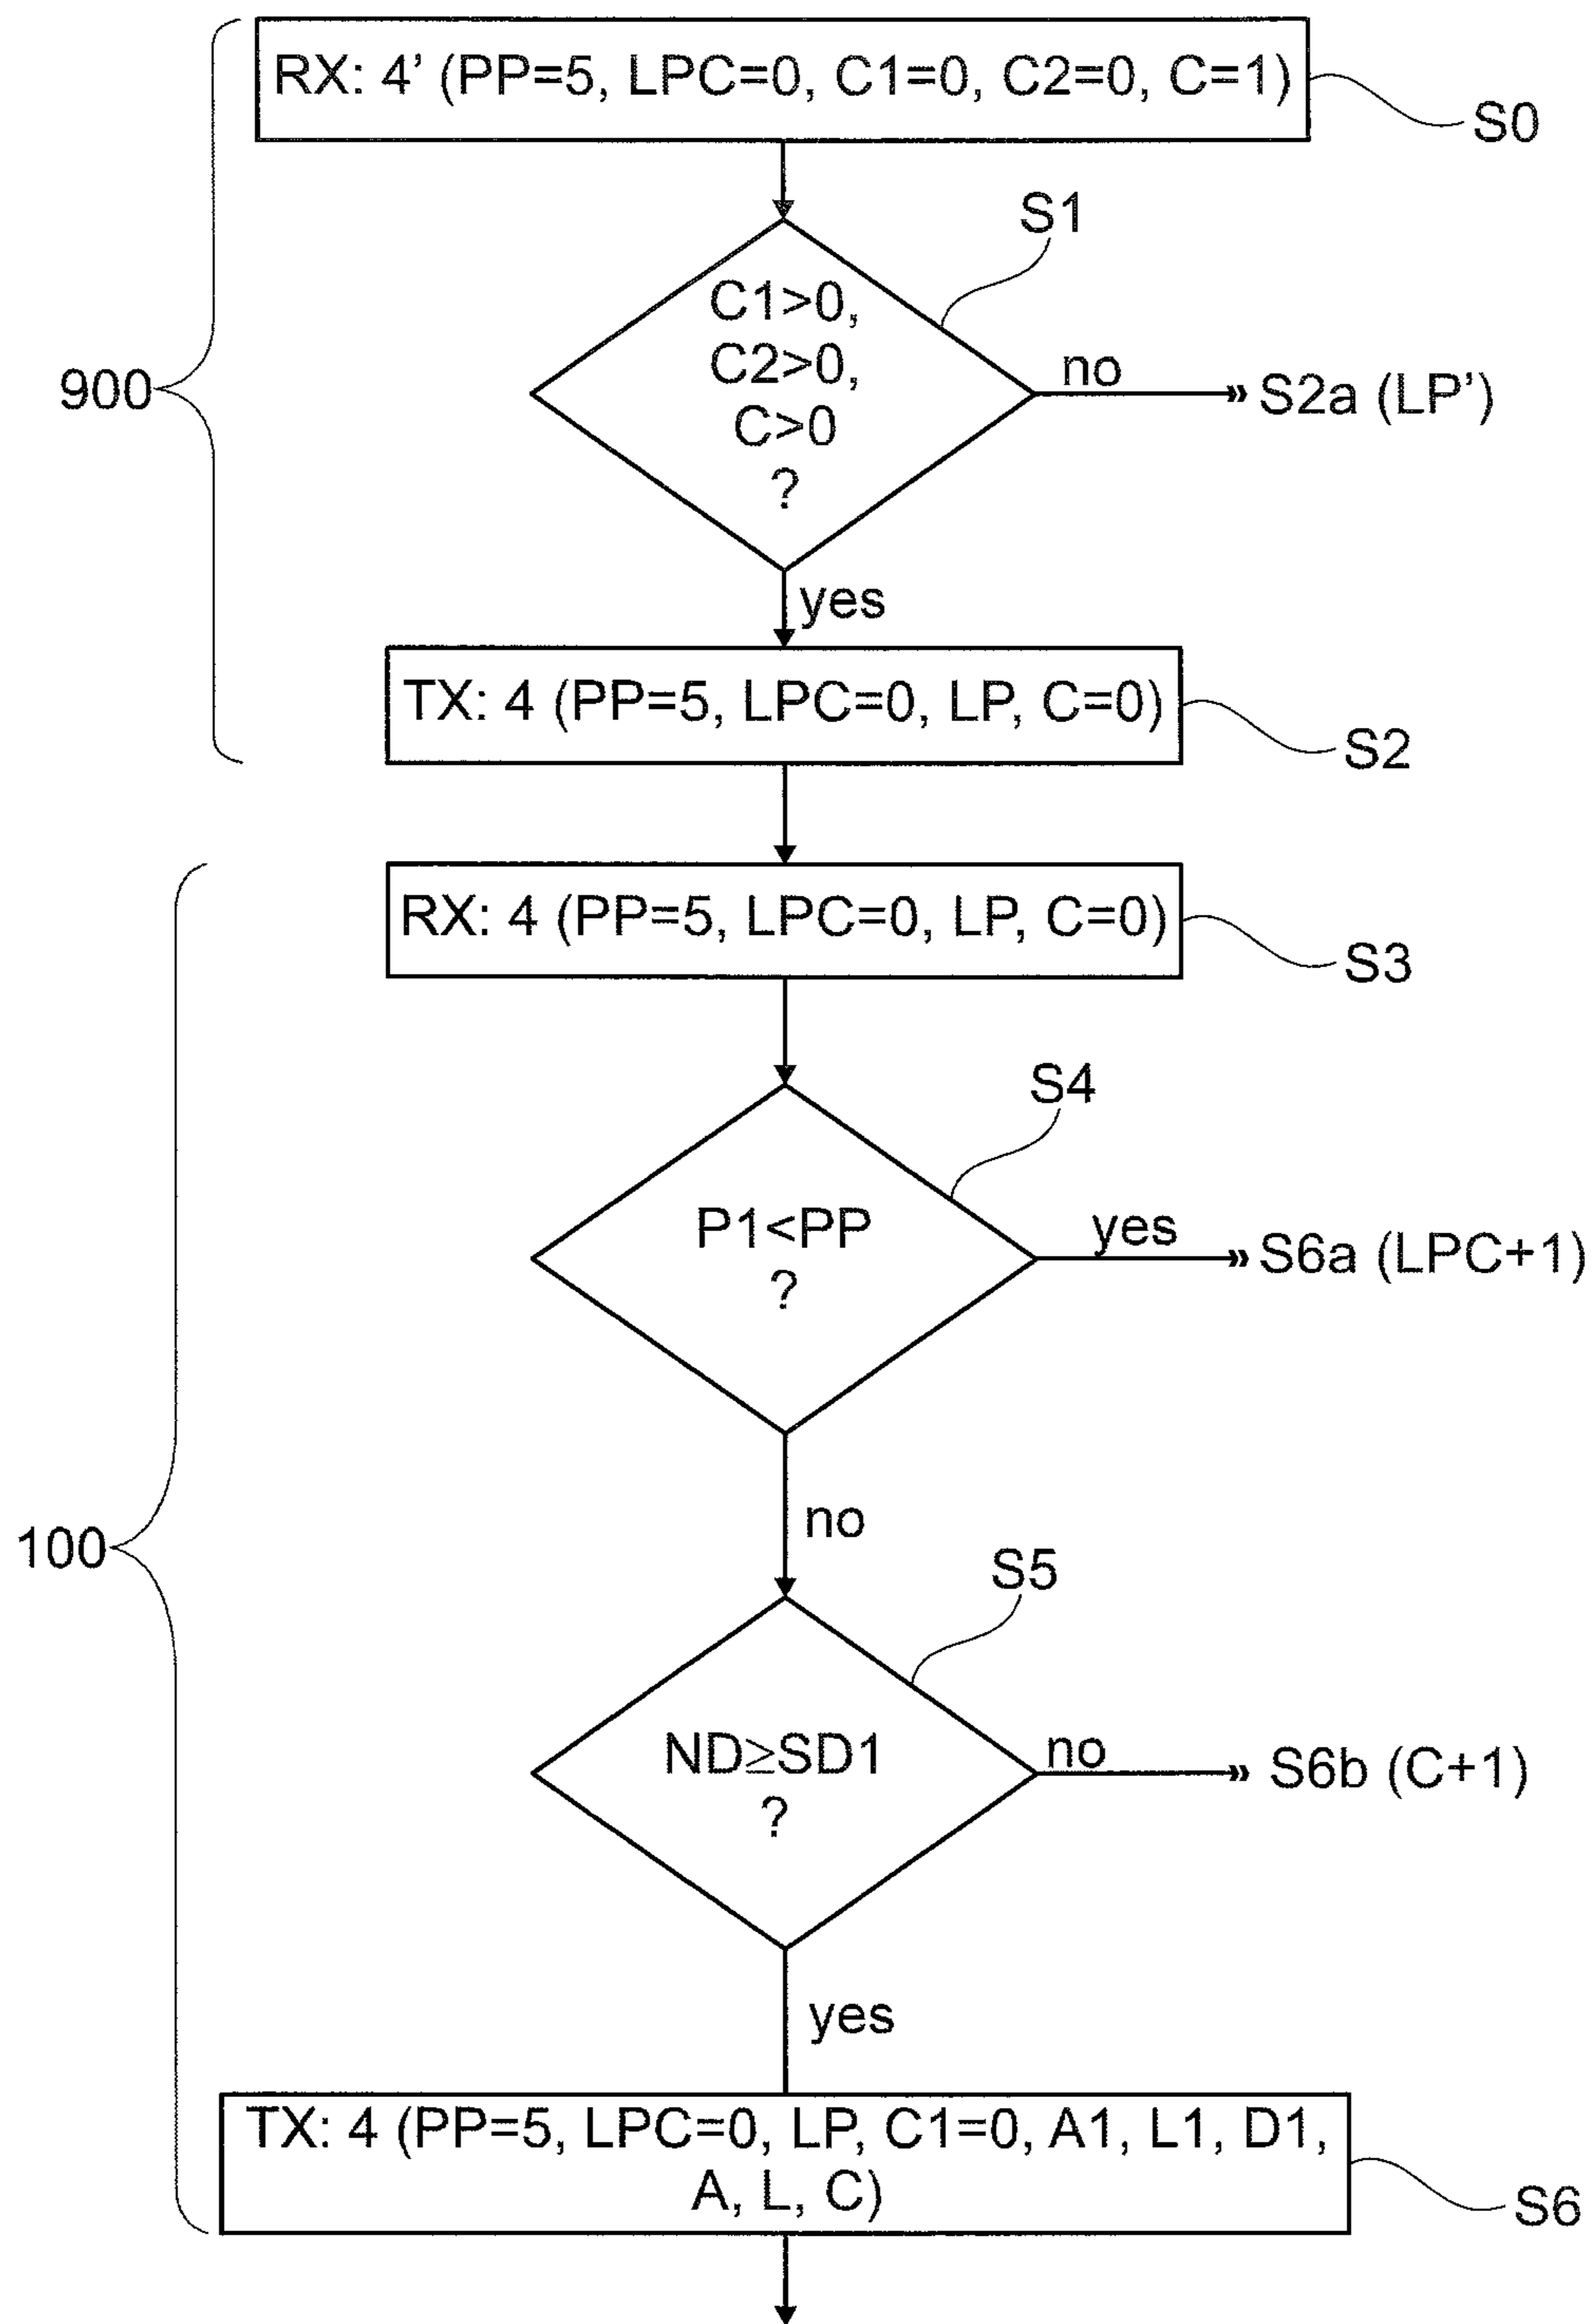 RX: 4' (PP=5, LPC=0, C1=0, C2=0, C=1)
S0
S1
C1>0,
C2>0,
C>0
?
no
S2a (LP')
900
yes
TX: 4 (PP=5, LPC=0, LP, C=0)
S2
RX: 4 (PP=5, LPC=0, LP, C=0)
S3
S4
P1<PP
?
yes
S6a (LPC+1)
no
100
S5
ND≧SD1
?
no
S6b (C+1)
yes
TX: 4 (PP=5, LPC=0, LP, C1=0, A1, L1, D1,
A, L, C)
S6